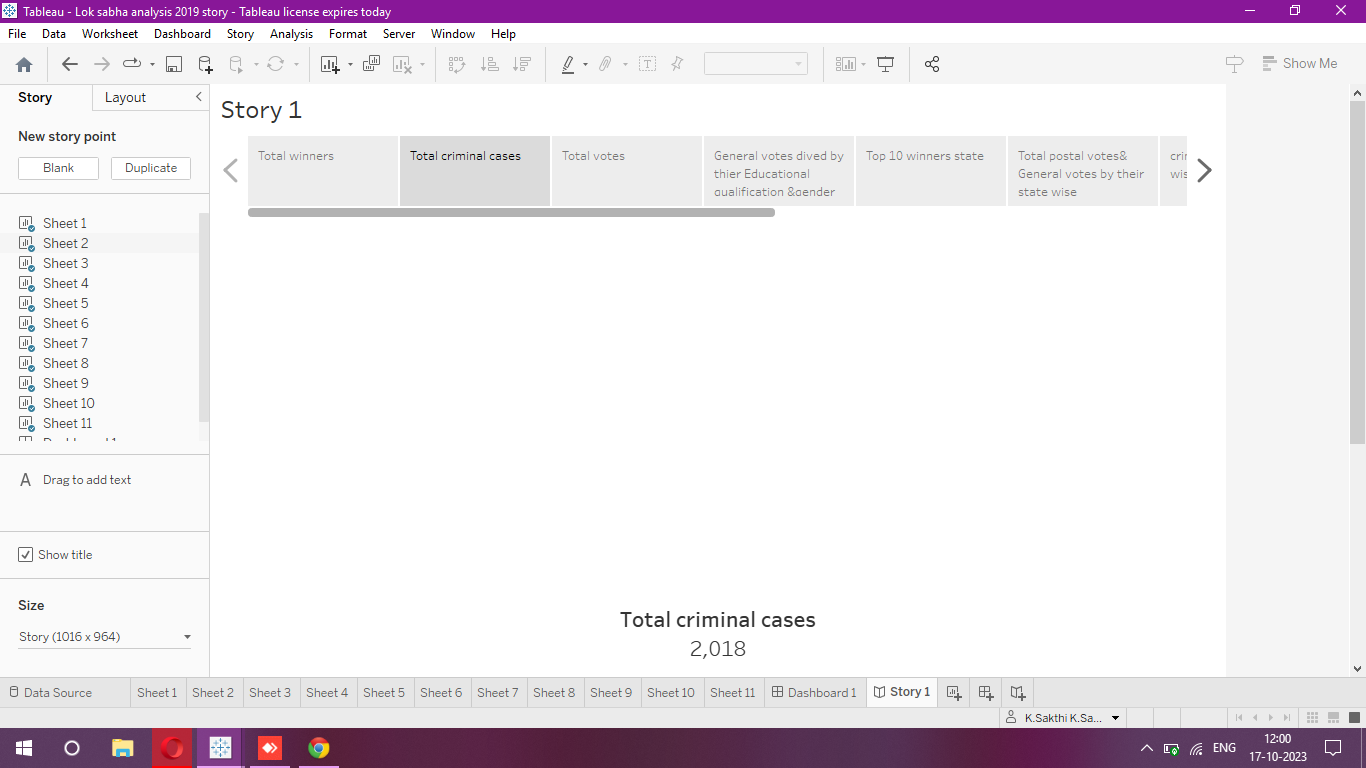 Tableau - Lok sabha analysis 2019 story - Tableau license expires today
File Data Worksheet Dashboard Story Analysis Format Server Window Help
Show Me
Story Layout
New story point
Blank Duplicate
Sheet 1
Sheet 2
Sheet 3
Sheet 4
Sheet 5
Sheet 6
Sheet 7
Sheet 8
Sheet 9
Sheet 10
Sheet 11
A Drag to add text
Show title
Size
Story (1016 x 964)
Story 1
Total winners
Total criminal cases
Total votes
General votes dived by
thier Educational
qualification &gender
Top 10 winners state
Total postal votes&
General votes by their
state wise
Total criminal cases
2,018
Data Source Sheet 1 Sheet 2 Sheet 3 Sheet 4 Sheet 5 Sheet 6 Sheet 7 Sheet 8 Sheet 9 Sheet 10 Sheet 11 Dashboard 1 Story 1
K.Sakthi K.Sa...
ENG
12:00
17-10-2023